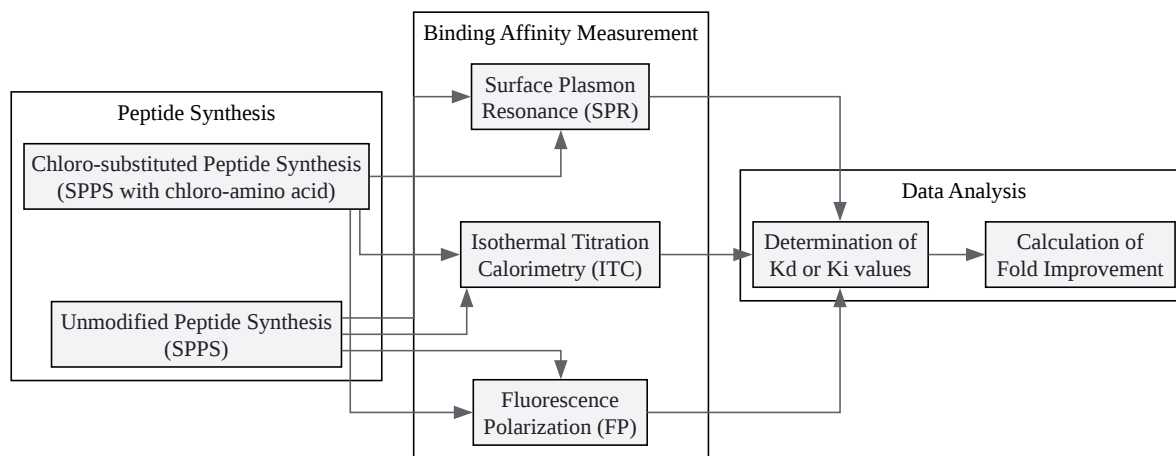 Peptide Synthesis
Chloro-substituted Peptide Synthesis
(SPPS with chloro-amino acid)
Unmodified Peptide Synthesis
(SPPS)
Binding Affinity Measurement
Surface Plasmon
Resonance (SPR)
Isothermal Titration
Calorimetry (ITC)
Fluorescence
Polarization (FP)
Data Analysis
Determination of
Kd or Ki values
Calculation of
Fold Improvement